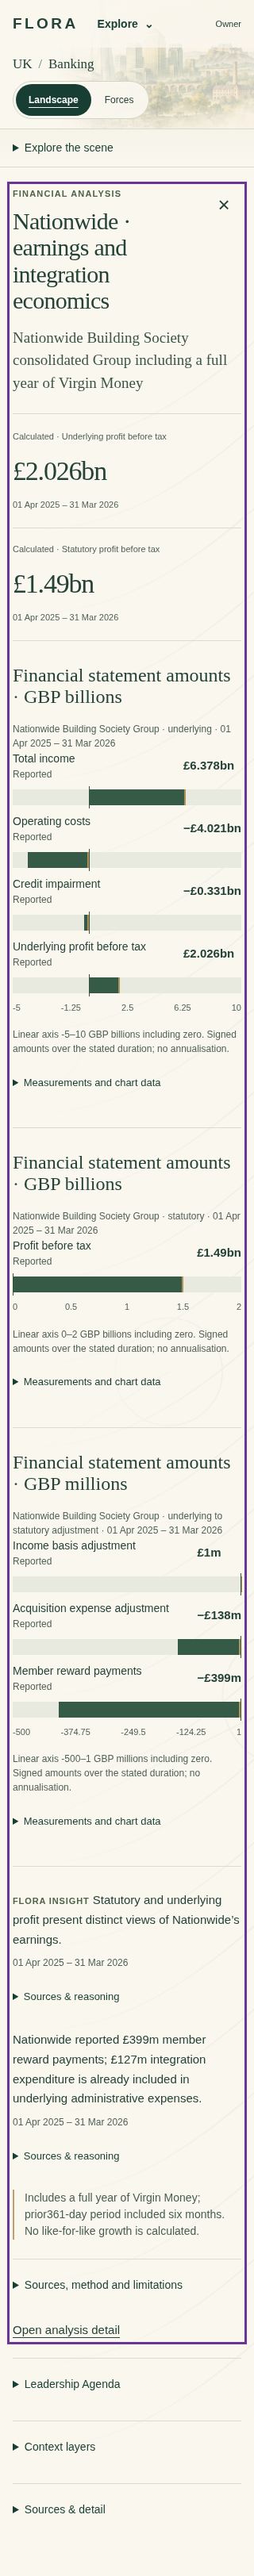 FLORA
Explore
Owner
UK / Banking
Landscape
Forces
Explore the scene
FINANCIAL ANALYSIS
Nationwide ·
earnings and
integration
economics
Nationwide Building Society
consolidated Group including a full
year of Virgin Money
Calculated · Underlying profit before tax
£2.026bn
01 Apr 2025 – 31 Mar 2026
Calculated · Statutory profit before tax
£1.49bn
01 Apr 2025 – 31 Mar 2026
Financial statement amounts
· GBP billions
Nationwide Building Society Group · underlying · 01
Apr 2025 – 31 Mar 2026
Total income
Reported
£6.378bn
Operating costs
Reported
−£4.021bn
Credit impairment
Reported
−£0.331bn
Underlying profit before tax
Reported
£2.026bn
-5 -1.25 2.5 6.25 10
Linear axis -5–10 GBP billions including zero. Signed
amounts over the stated duration; no annualisation.
Measurements and chart data
Financial statement amounts
· GBP billions
Nationwide Building Society Group · statutory · 01 Apr
2025 – 31 Mar 2026
Profit before tax
Reported
£1.49bn
0 0.5 1 1.5 2
Linear axis 0–2 GBP billions including zero. Signed
amounts over the stated duration; no annualisation.
Measurements and chart data
Financial statement amounts
· GBP millions
Nationwide Building Society Group · underlying to
statutory adjustment · 01 Apr 2025 – 31 Mar 2026
Income basis adjustment
Reported
£1m
Acquisition expense adjustment
Reported
−£138m
Member reward payments
Reported
−£399m
-500 -374.75 -249.5 -124.25 1
Linear axis -500–1 GBP millions including zero.
Signed amounts over the stated duration; no
annualisation.
Measurements and chart data
FLORA INSIGHT Statutory and underlying
profit present distinct views of Nationwide's
earnings.
01 Apr 2025 – 31 Mar 2026
Sources & reasoning
Nationwide reported £399m member
reward payments; £127m integration
expenditure is already included in
underlying administrative expenses.
01 Apr 2025 – 31 Mar 2026
Sources & reasoning
Includes a full year of Virgin Money;
prior361-day period included six months.
No like-for-like growth is calculated.
Sources, method and limitations
Open analysis detail
Leadership Agenda
Context layers
Sources & detail